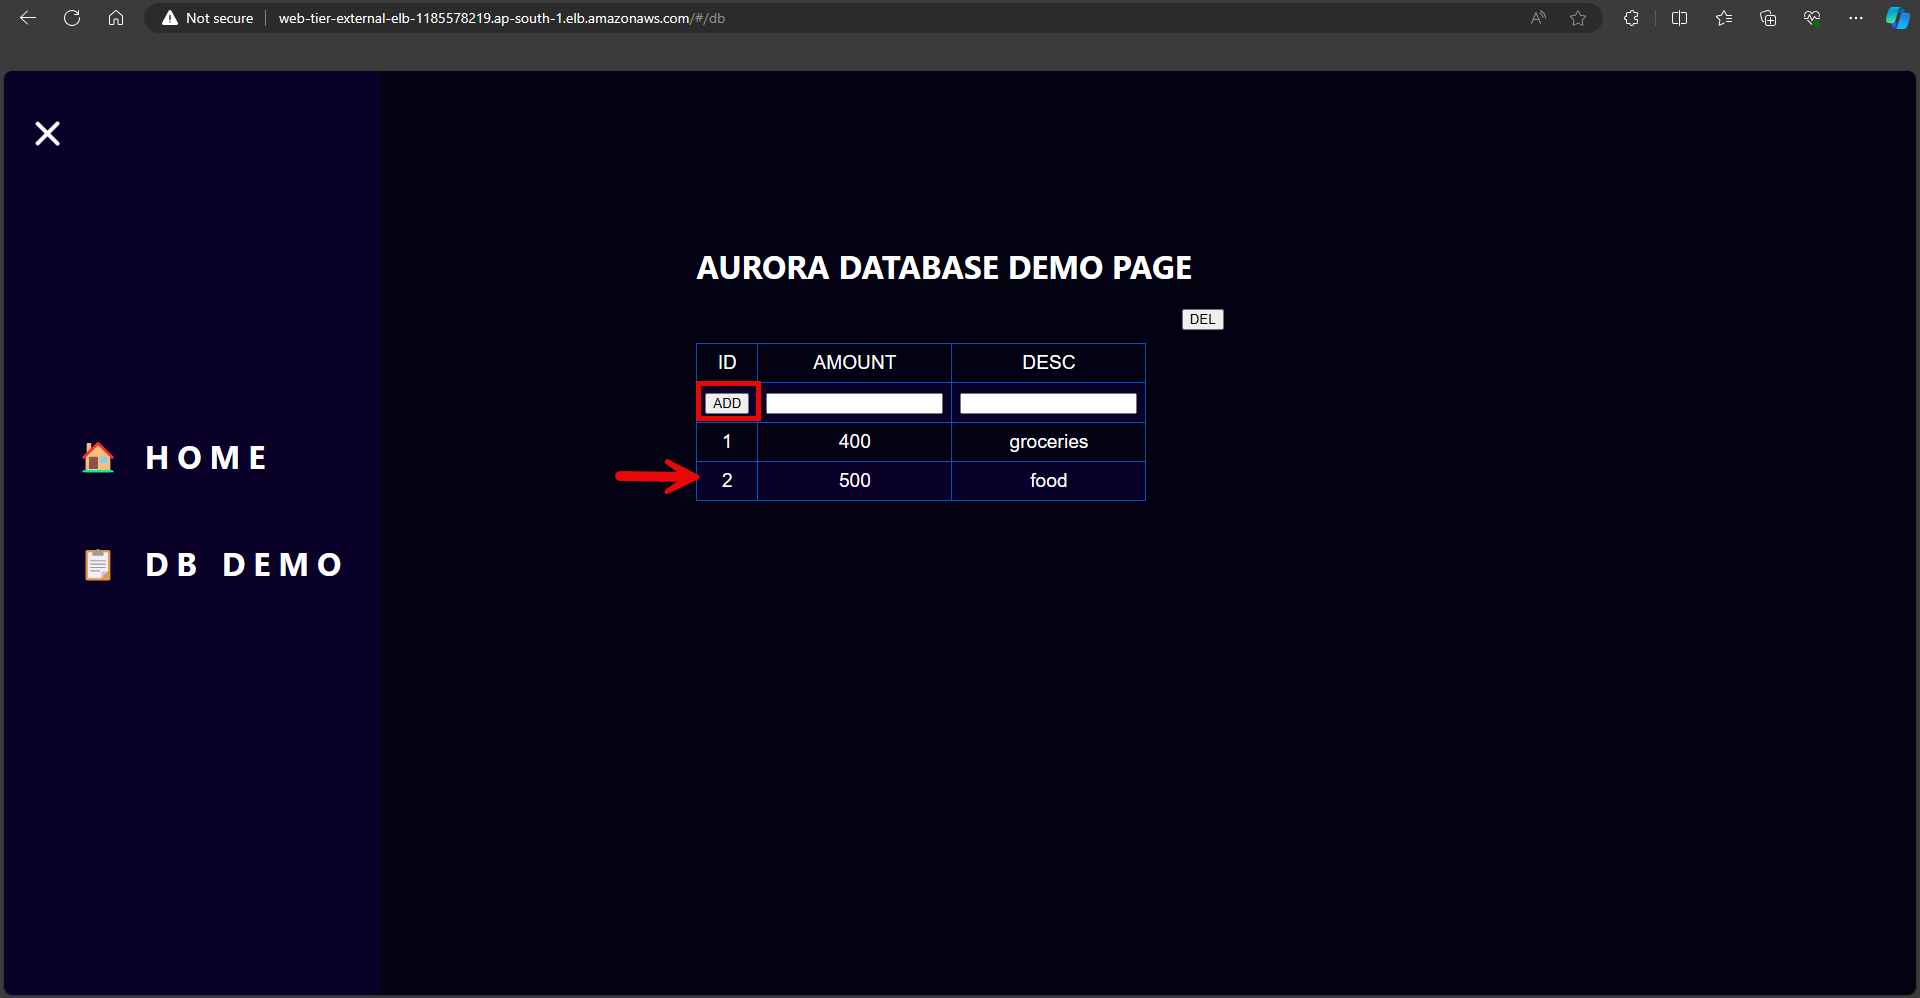 Not secure web-tier-external-elb-1185578219.ap-south-1.elb.amazonaws.com/#/db
AURORA DATABASE DEMO PAGE
DEL
ID AMOUNT DESC
ADD
1 400 groceries
2 500 food
HOME
DB DEMO